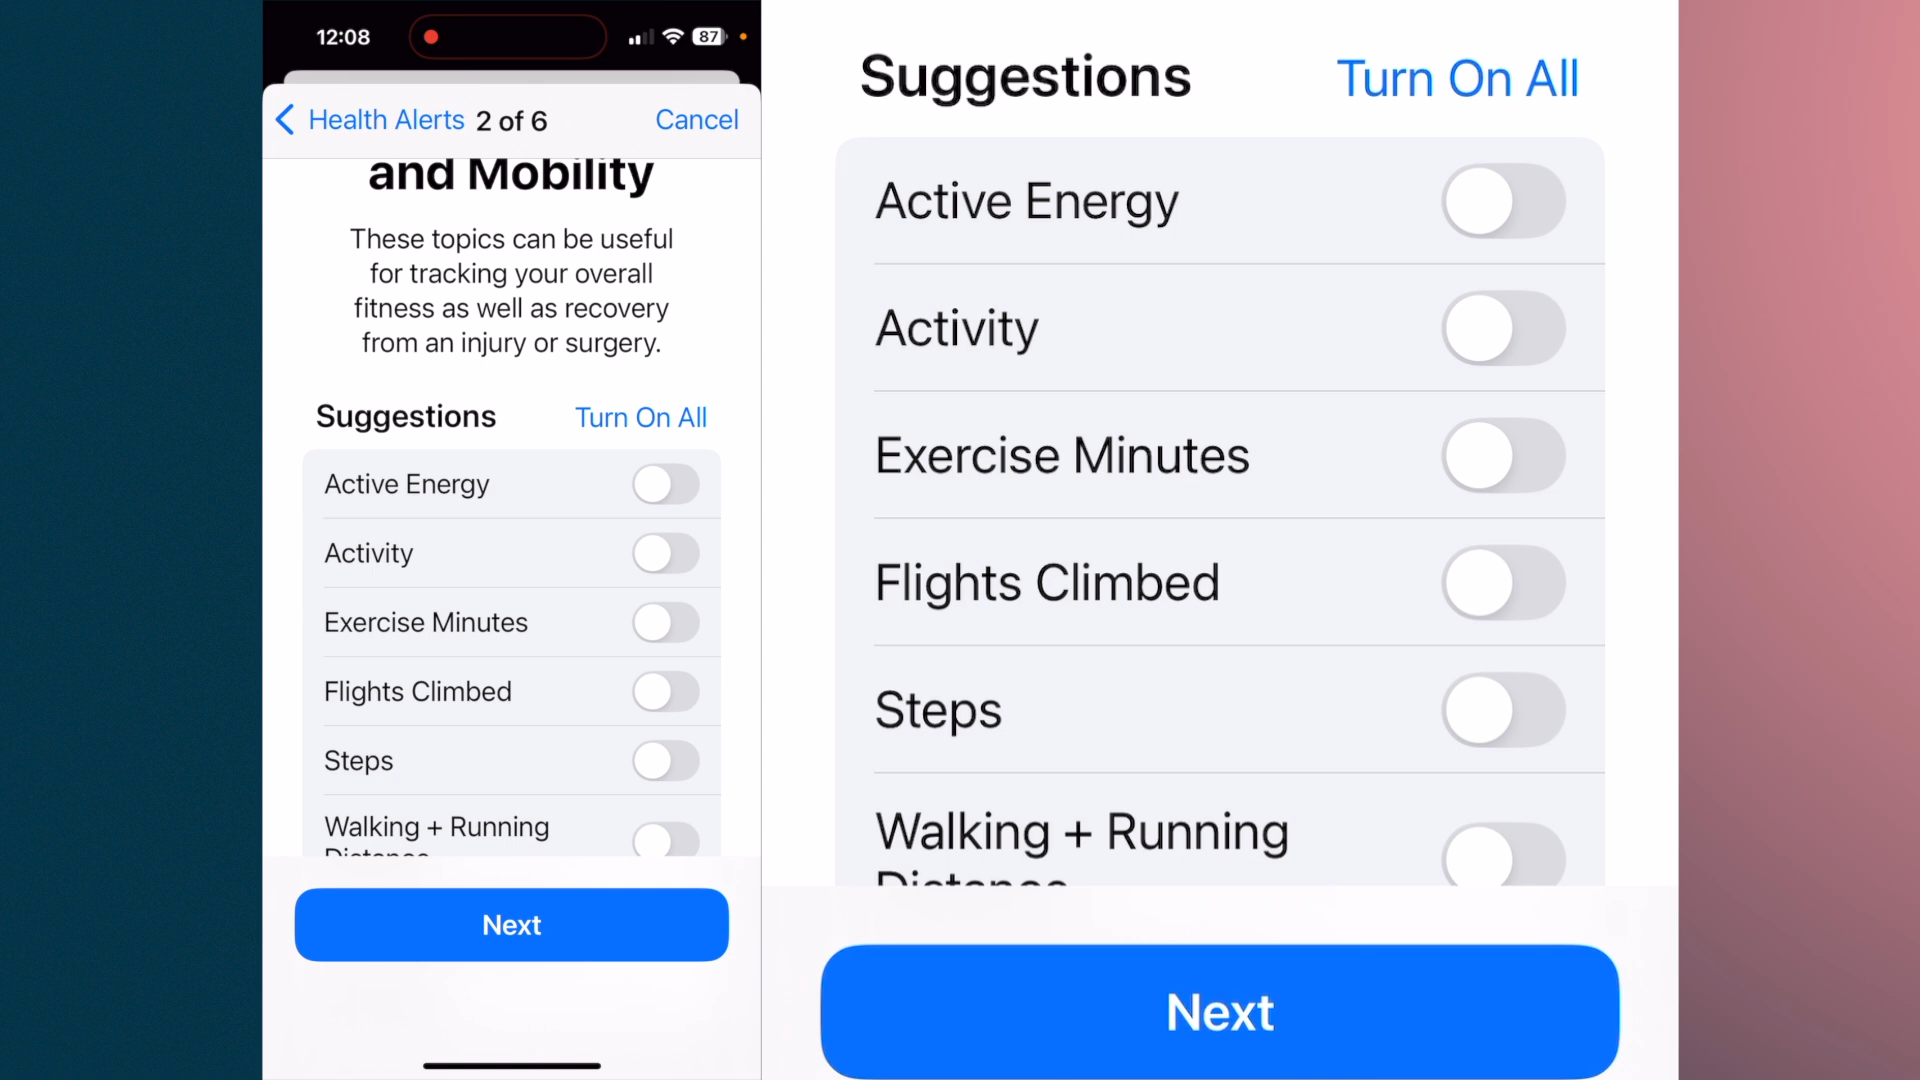 12:08
87
Health Alerts 2 of 6 Cancel
and Mobility
These topics can be useful
for tracking your overall
fitness as well as recovery
from an injury or surgery.
Suggestions Turn On All
Active Energy
Activity
Exercise Minutes
Flights Climbed
Steps
Walking + Running
Distance
Next
Suggestions Turn On All
Active Energy
Activity
Exercise Minutes
Flights Climbed
Steps
Walking + Running
Distance
Next